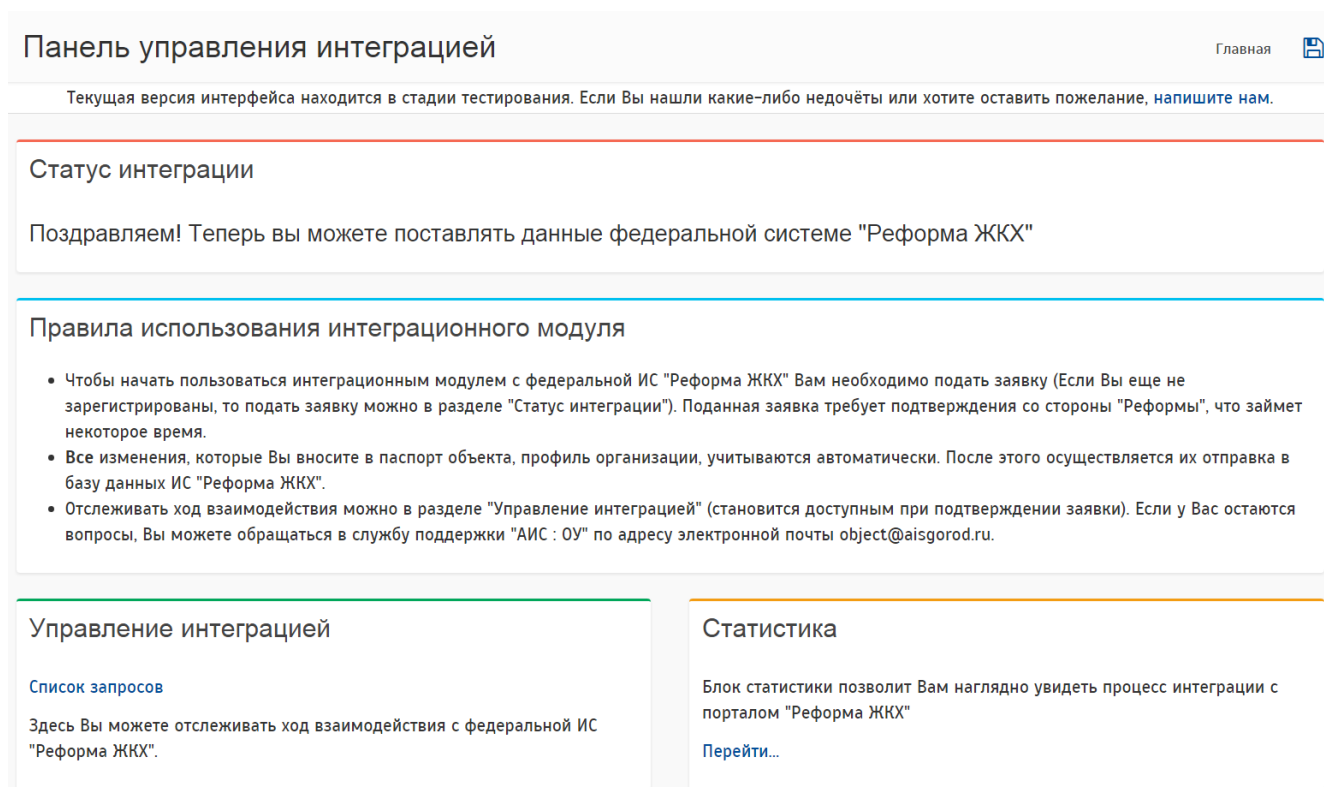 Панель управления интеграцией
Главная
Текущая версия интерфейса находится в стадии тестирования. Если Вы нашли какие-либо недочёты или хотите оставить пожелание, напишите нам.
Статус интеграции
Поздравляем! Теперь вы можете поставлять данные федеральной системе "Реформа ЖКХ"
Правила использования интеграционного модуля
• Чтобы начать пользоваться интеграционным модулем с федеральной ИС "Реформа ЖКХ" Вам необходимо подать заявку (Если Вы еще не
зарегистрированы, то подать заявку можно в разделе "Статус интеграции"). Поданная заявка требует подтверждения со стороны "Реформы", что займет
некоторое время.
• Все изменения, которые Вы вносите в паспорт объекта, профиль организации, учитываются автоматически. После этого осуществляется их отправка в
базу данных ИС "Реформа ЖКХ".
• Отслеживать ход взаимодействия можно в разделе "Управление интеграцией" (становится доступным при подтверждении заявки). Если у Вас остаются
вопросы, Вы можете обращаться в службу поддержки "АИС : ОУ" по адресу электронной почты object@aisgorod.ru.
Управление интеграцией
Список запросов
Здесь Вы можете отслеживать ход взаимодействия с федеральной ИС
"Реформа ЖКХ".
Статистика
Блок статистики позволит Вам наглядно увидеть процесс интеграции с
порталом "Реформа ЖКХ"
Перейти...